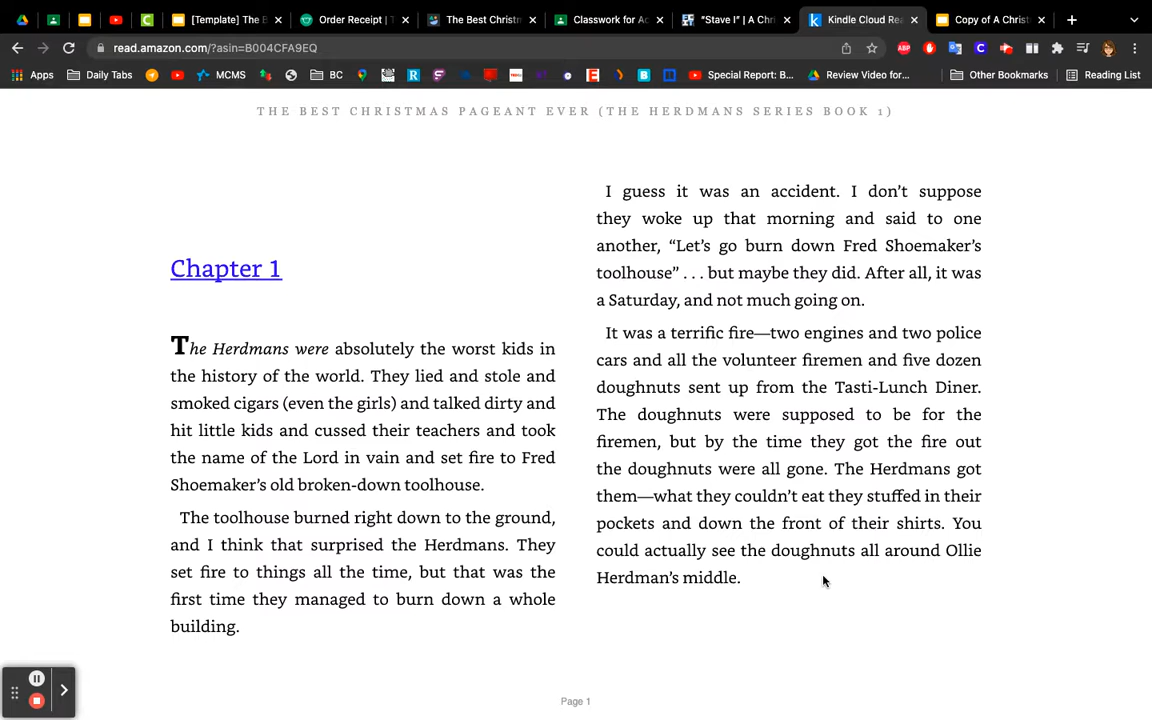 [Template] The B
Order Receipt | T
The Best Christm
Classwork for Ac
"Stave I" | A Chri
Kindle Cloud Rea
Copy of A Christ
read.amazon.com/?asin=B004CFA9EQ
Apps
Daily Tabs
MCMS
BC
Special Report: B...
Review Video for...
Other Bookmarks
Reading List
THE BEST CHRISTMAS PAGEANT EVER (THE HERDMANS SERIES BOOK 1)
Chapter 1
The Herdmans were absolutely the worst kids in
the history of the world. They lied and stole and
smoked cigars (even the girls) and talked dirty and
hit little kids and cussed their teachers and took
the name of the Lord in vain and set fire to Fred
Shoemaker’s old broken-down toolhouse.
The toolhouse burned right down to the ground,
and I think that surprised the Herdmans. They
set fire to things all the time, but that was the
first time they managed to burn down a whole
building.
I guess it was an accident. I don’t suppose
they woke up that morning and said to one
another, “Let’s go burn down Fred Shoemaker’s
toolhouse” . . . but maybe they did. After all, it was
a Saturday, and not much going on.
It was a terrific fire—two engines and two police
cars and all the volunteer firemen and five dozen
doughnuts sent up from the Tasti-Lunch Diner.
The doughnuts were supposed to be for the
firemen, but by the time they got the fire out
the doughnuts were all gone. The Herdmans got
them—what they couldn’t eat they stuffed in their
pockets and down the front of their shirts. You
could actually see the doughnuts all around Ollie
Herdman’s middle.
Page 1